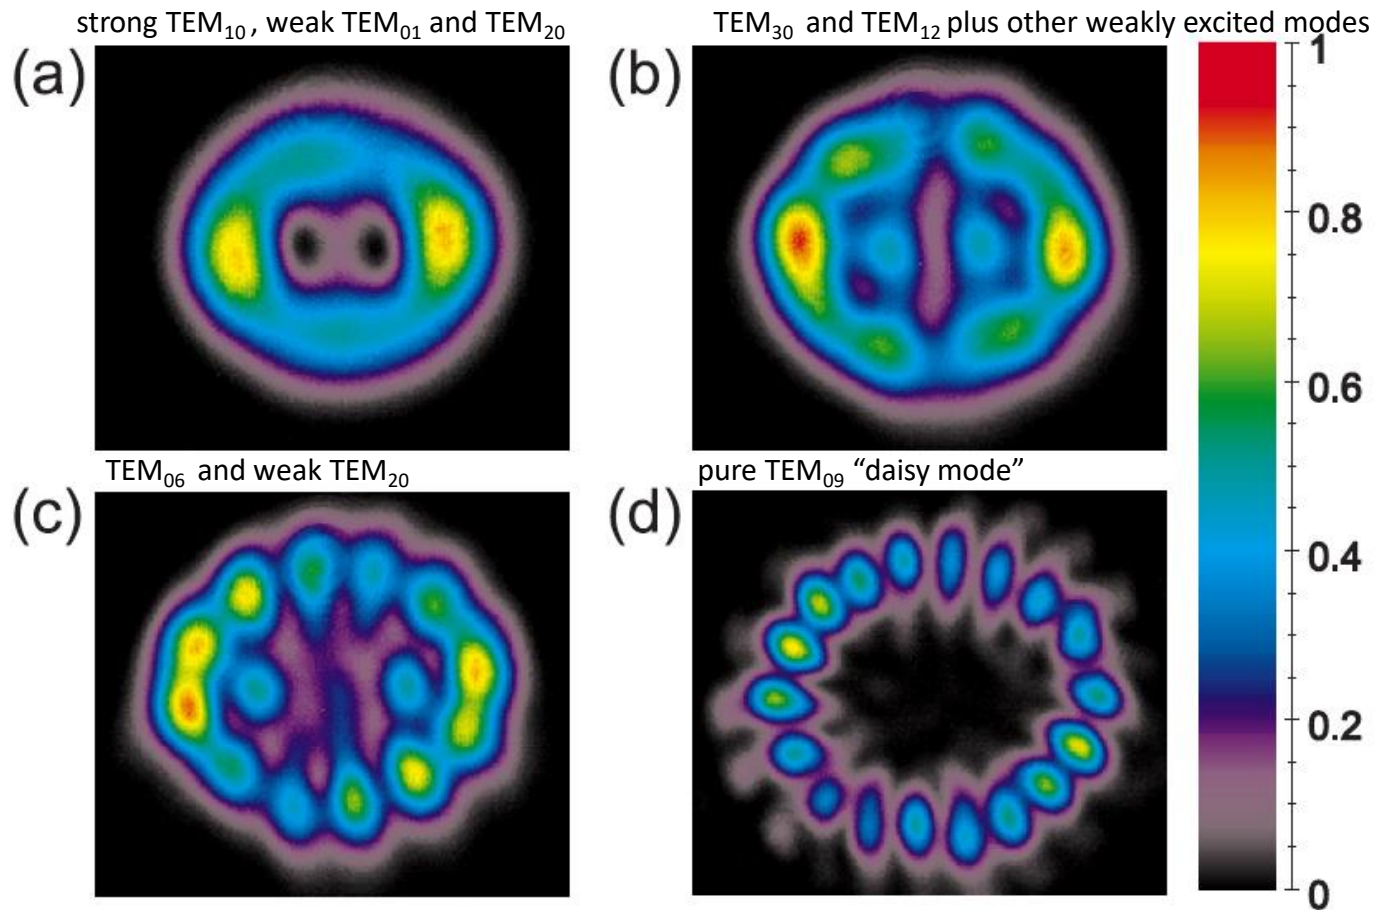 strong TEM₁₀ , weak TEM₀₁ and TEM₂₀
TEM₃₀ and TEM₁₂ plus other weakly excited modes
(a)
(b)
1
0.8
0.6
0.4
0.2
0
TEM₀₆ and weak TEM₂₀
pure TEM₀₉ “daisy mode”
(c)
(d)